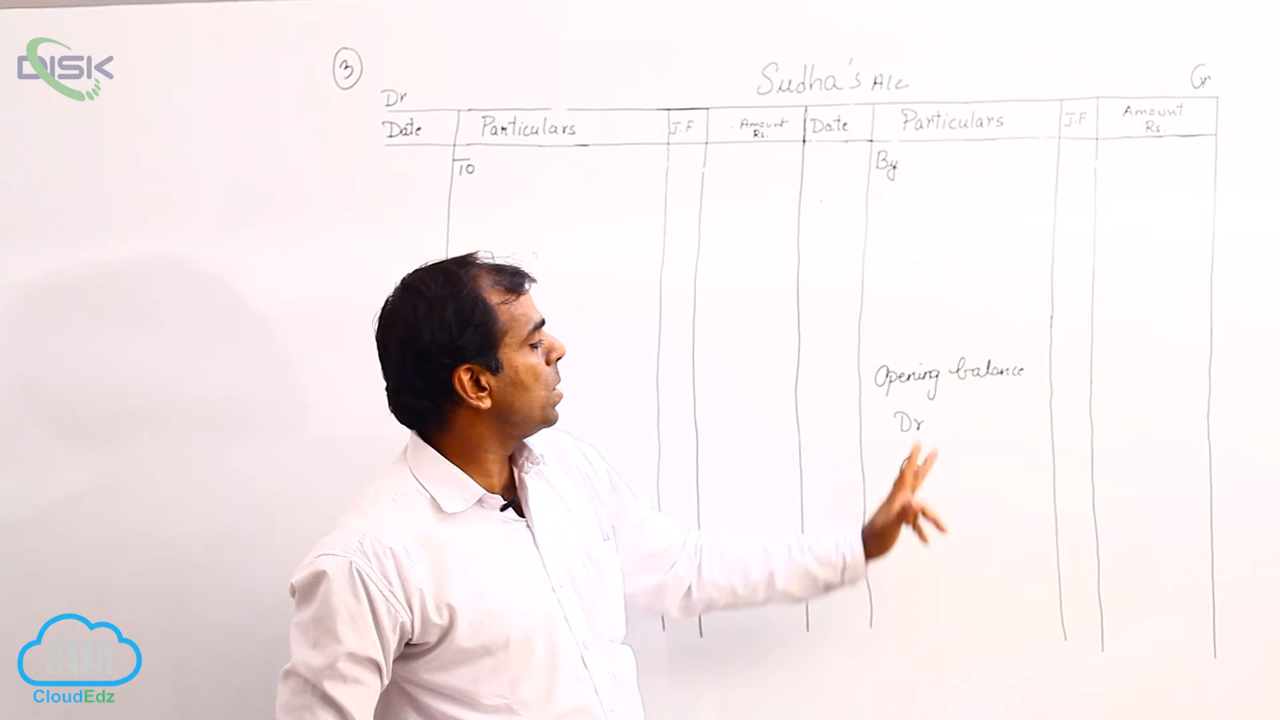 DISK
3
Sudha's A/c
Dr
Cr
Date Particulars J.F Amount Rs. Date Particulars J.F Amount Rs.
To
By
Opening balance
Dr
CloudEdz